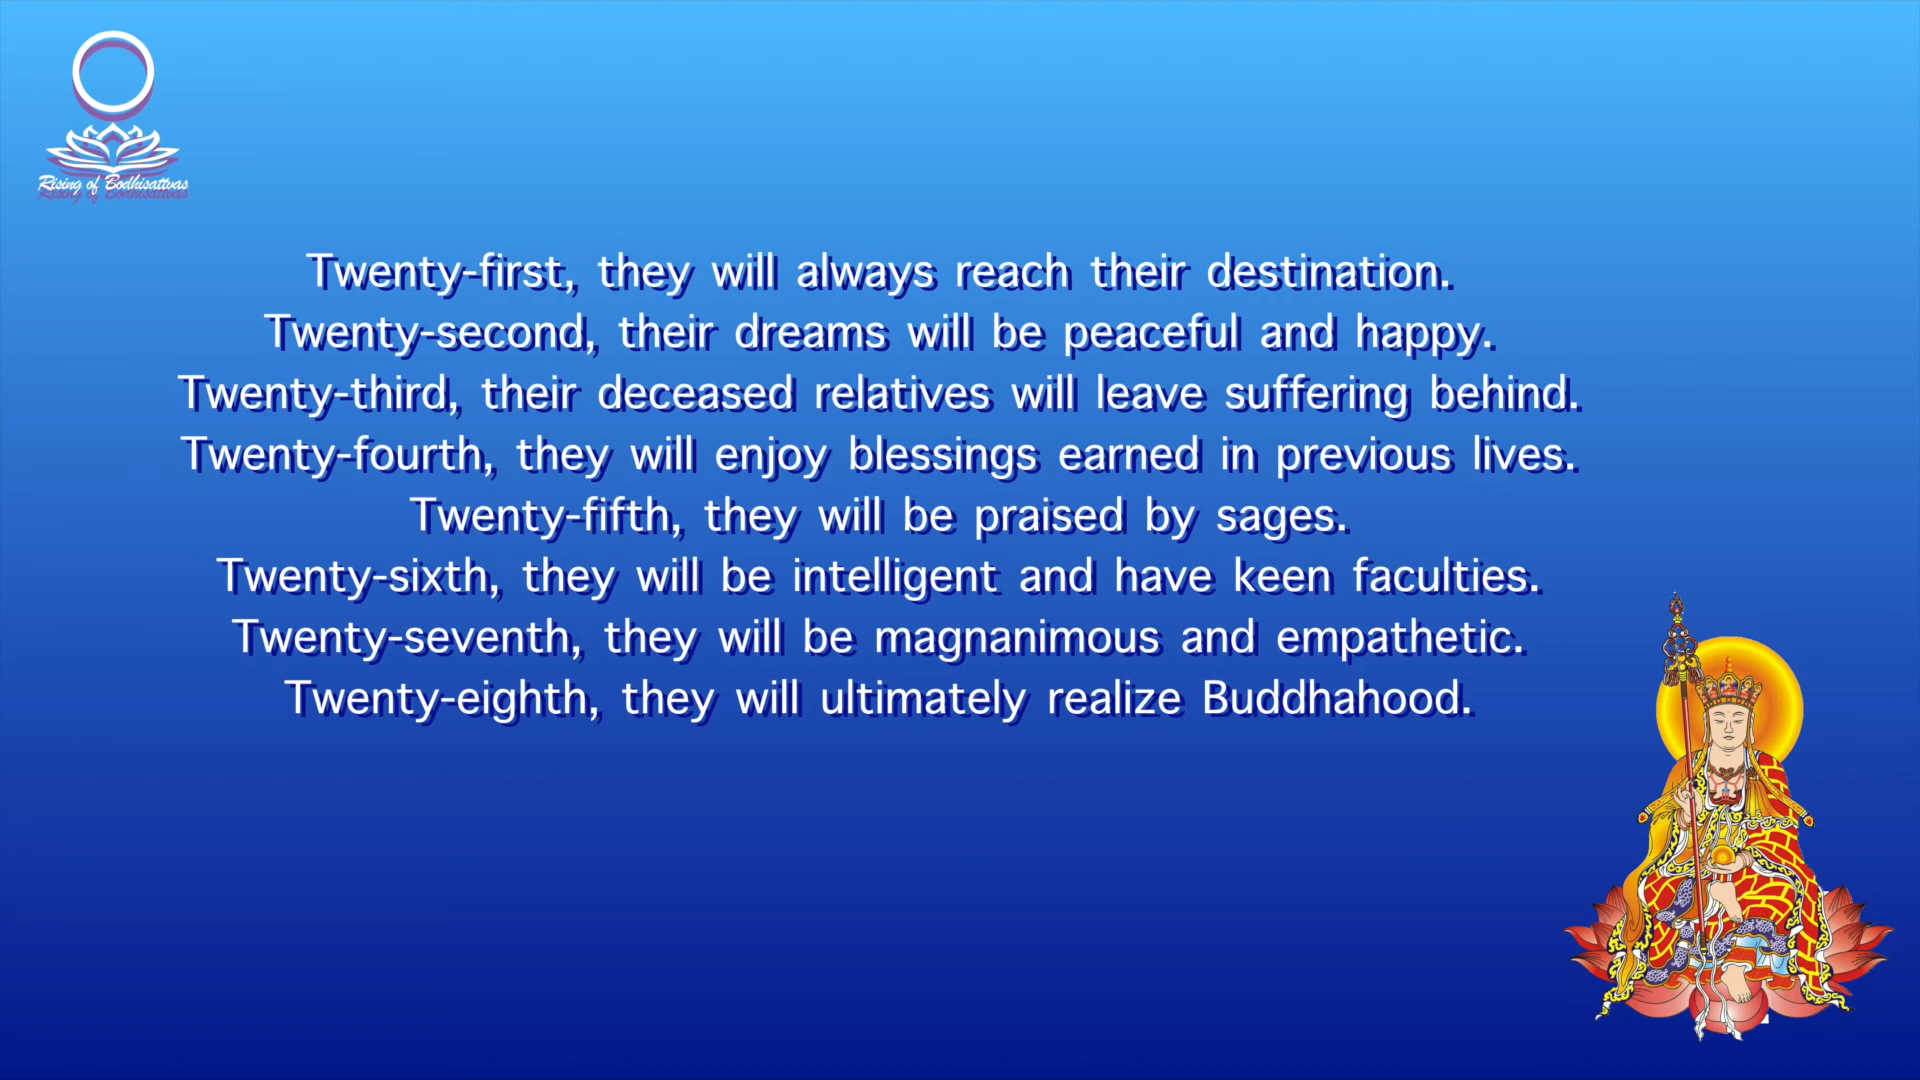 Rising of Bodhisattvas
Twenty-first, they will always reach their destination.
Twenty-second, their dreams will be peaceful and happy.
Twenty-third, their deceased relatives will leave suffering behind.
Twenty-fourth, they will enjoy blessings earned in previous lives.
Twenty-fifth, they will be praised by sages.
Twenty-sixth, they will be intelligent and have keen faculties.
Twenty-seventh, they will be magnanimous and empathetic.
Twenty-eighth, they will ultimately realize Buddhahood.